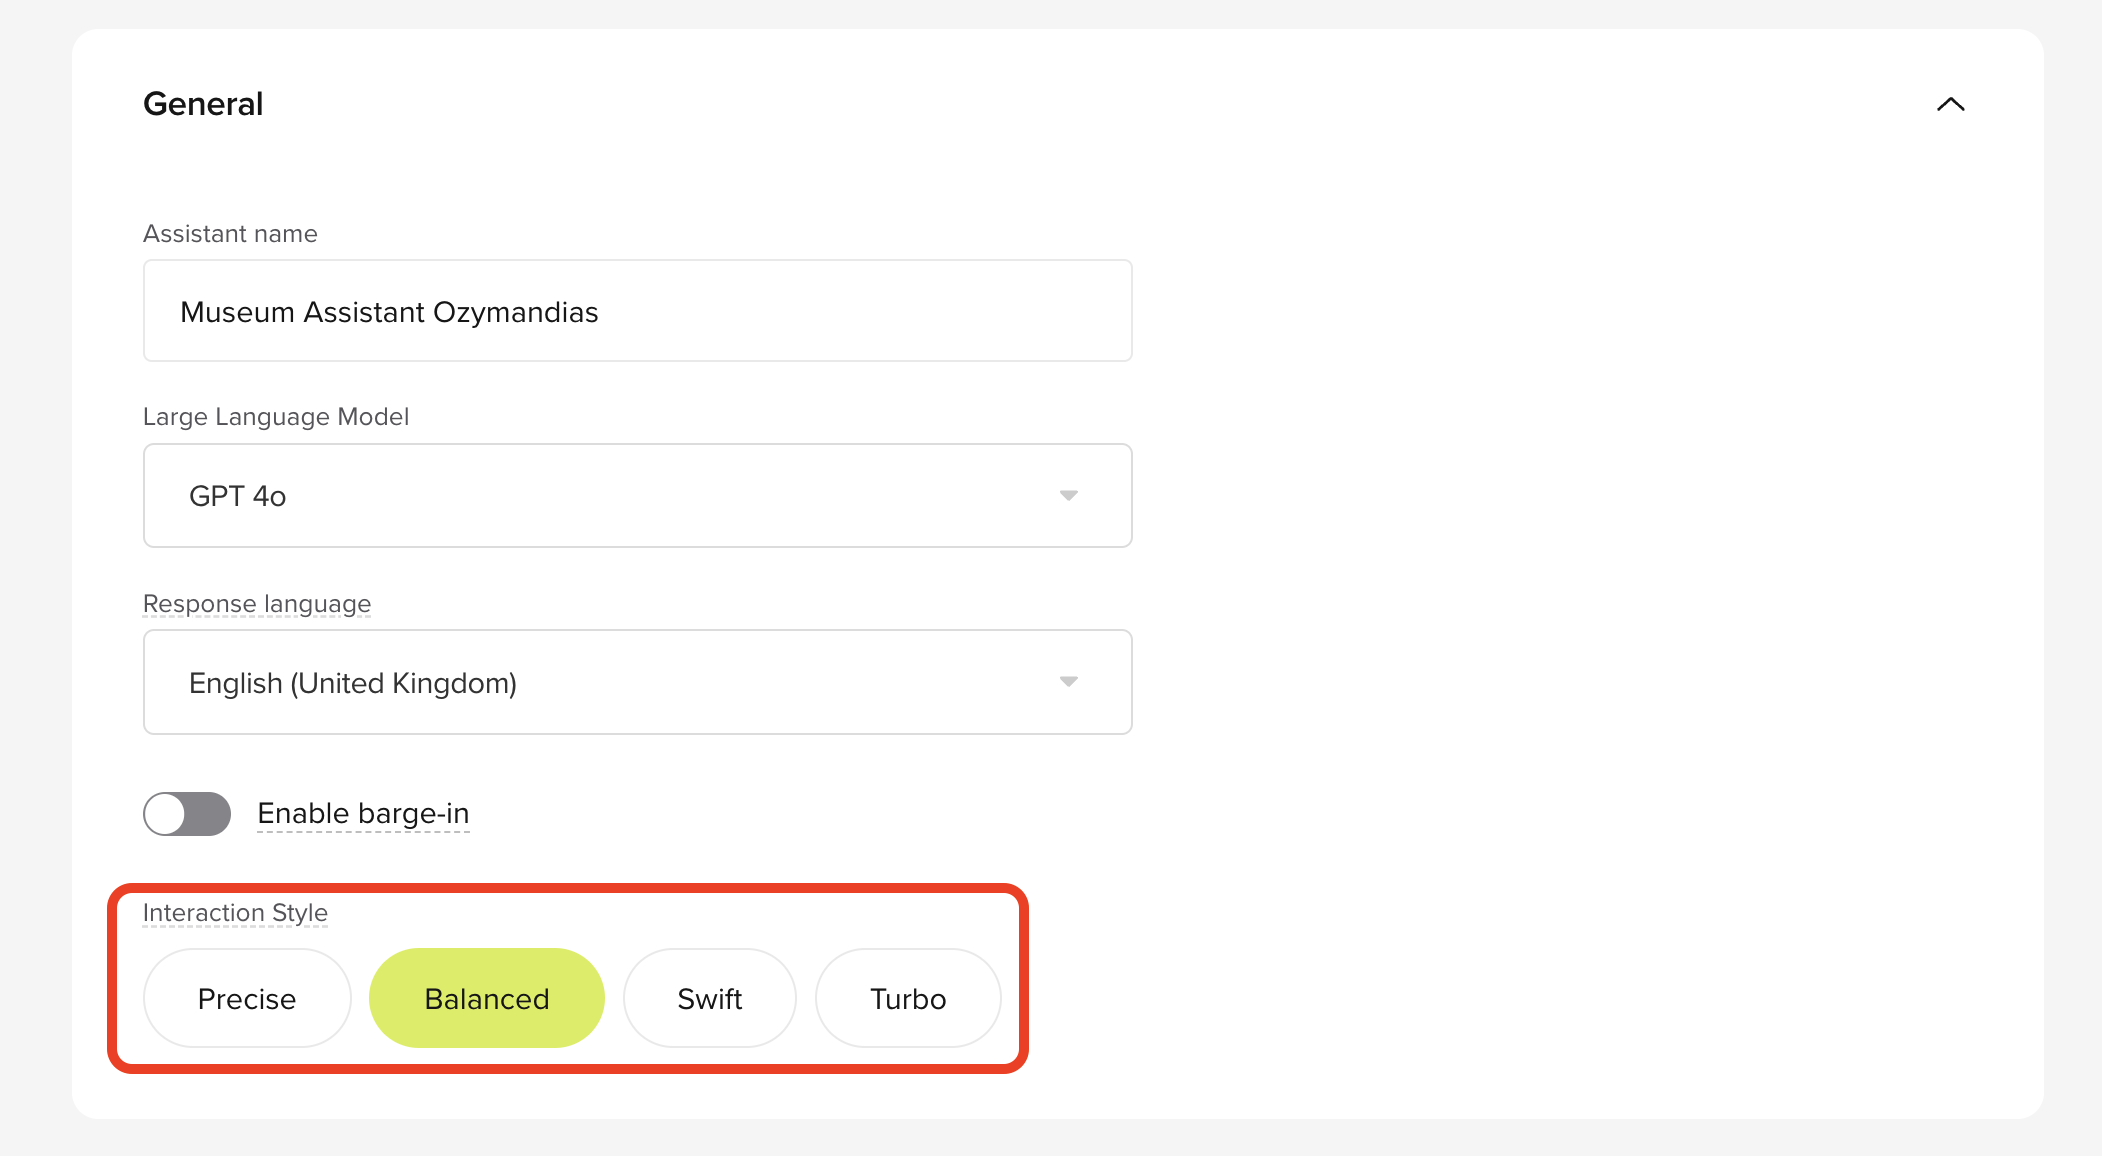 General
Assistant name
Museum Assistant Ozymandias
Large Language Model
GPT 4o
Response language
English (United Kingdom)
Enable barge-in
Interaction Style
Precise Balanced Swift Turbo